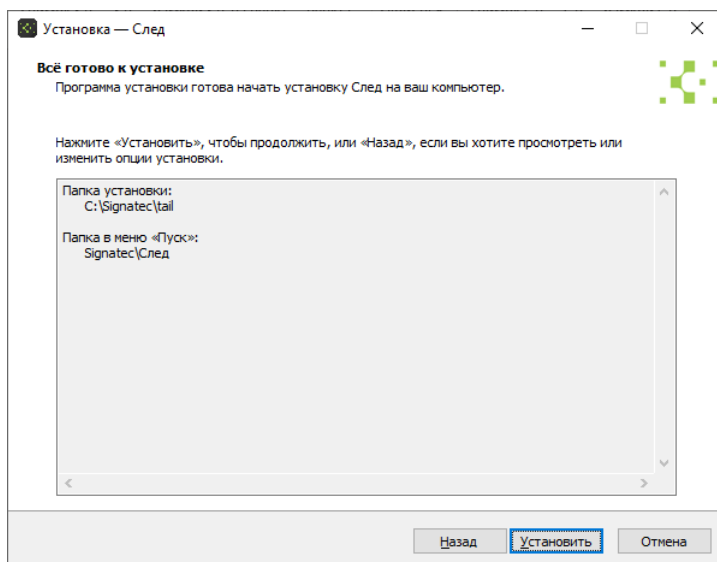 Установка — След
Всё готово к установке
Программа установки готова начать установку След на ваш компьютер.
Нажмите «Установить», чтобы продолжить, или «Назад», если вы хотите просмотреть или
изменить опции установки.
Папка установки:
C:\Signatec\tail
Папка в меню «Пуск»:
Signatec\След
Назад
Установить
Отмена